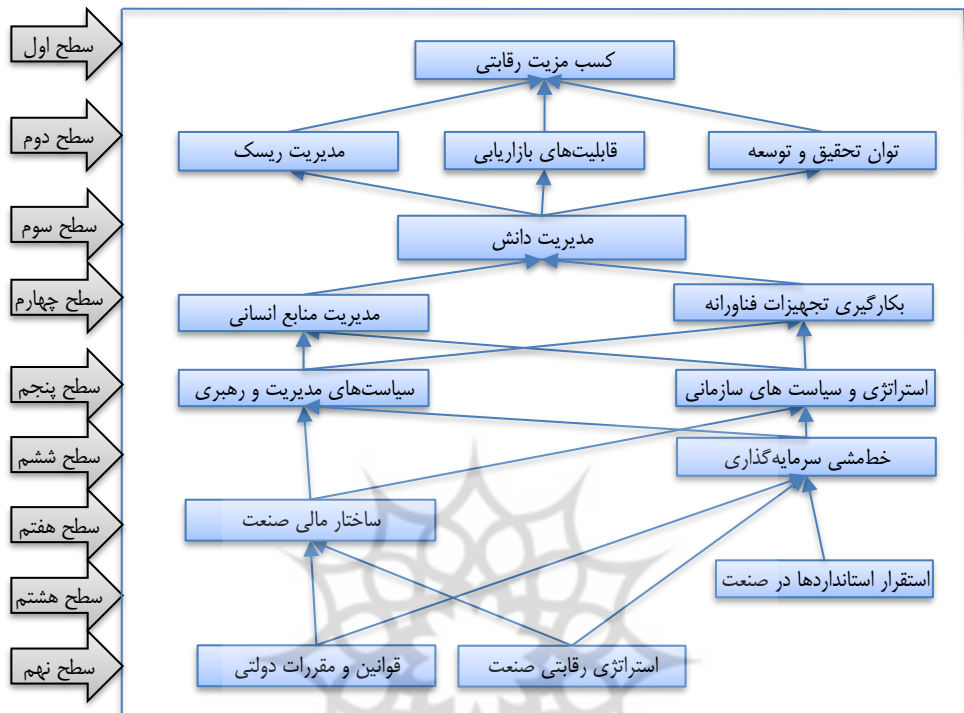 سطح اول
کسب مزیت رقابتی
سطح دوم
توان تحقیق و توسعه
قابلیت‌های بازاریابی
مدیریت ریسک
سطح سوم
مدیریت دانش
سطح چهارم
بکارگیری تجهیزات فناورانه
مدیریت منابع انسانی
سطح پنجم
استراتژی و سیاست های سازمانی
سیاست‌های مدیریت و رهبری
سطح ششم
خط‌مشی سرمایه‌گذاری
سطح هفتم
ساختار مالی صنعت
سطح هشتم
استقرار استانداردها در صنعت
سطح نهم
استراتژی رقابتی صنعت
قوانین و مقررات دولتی